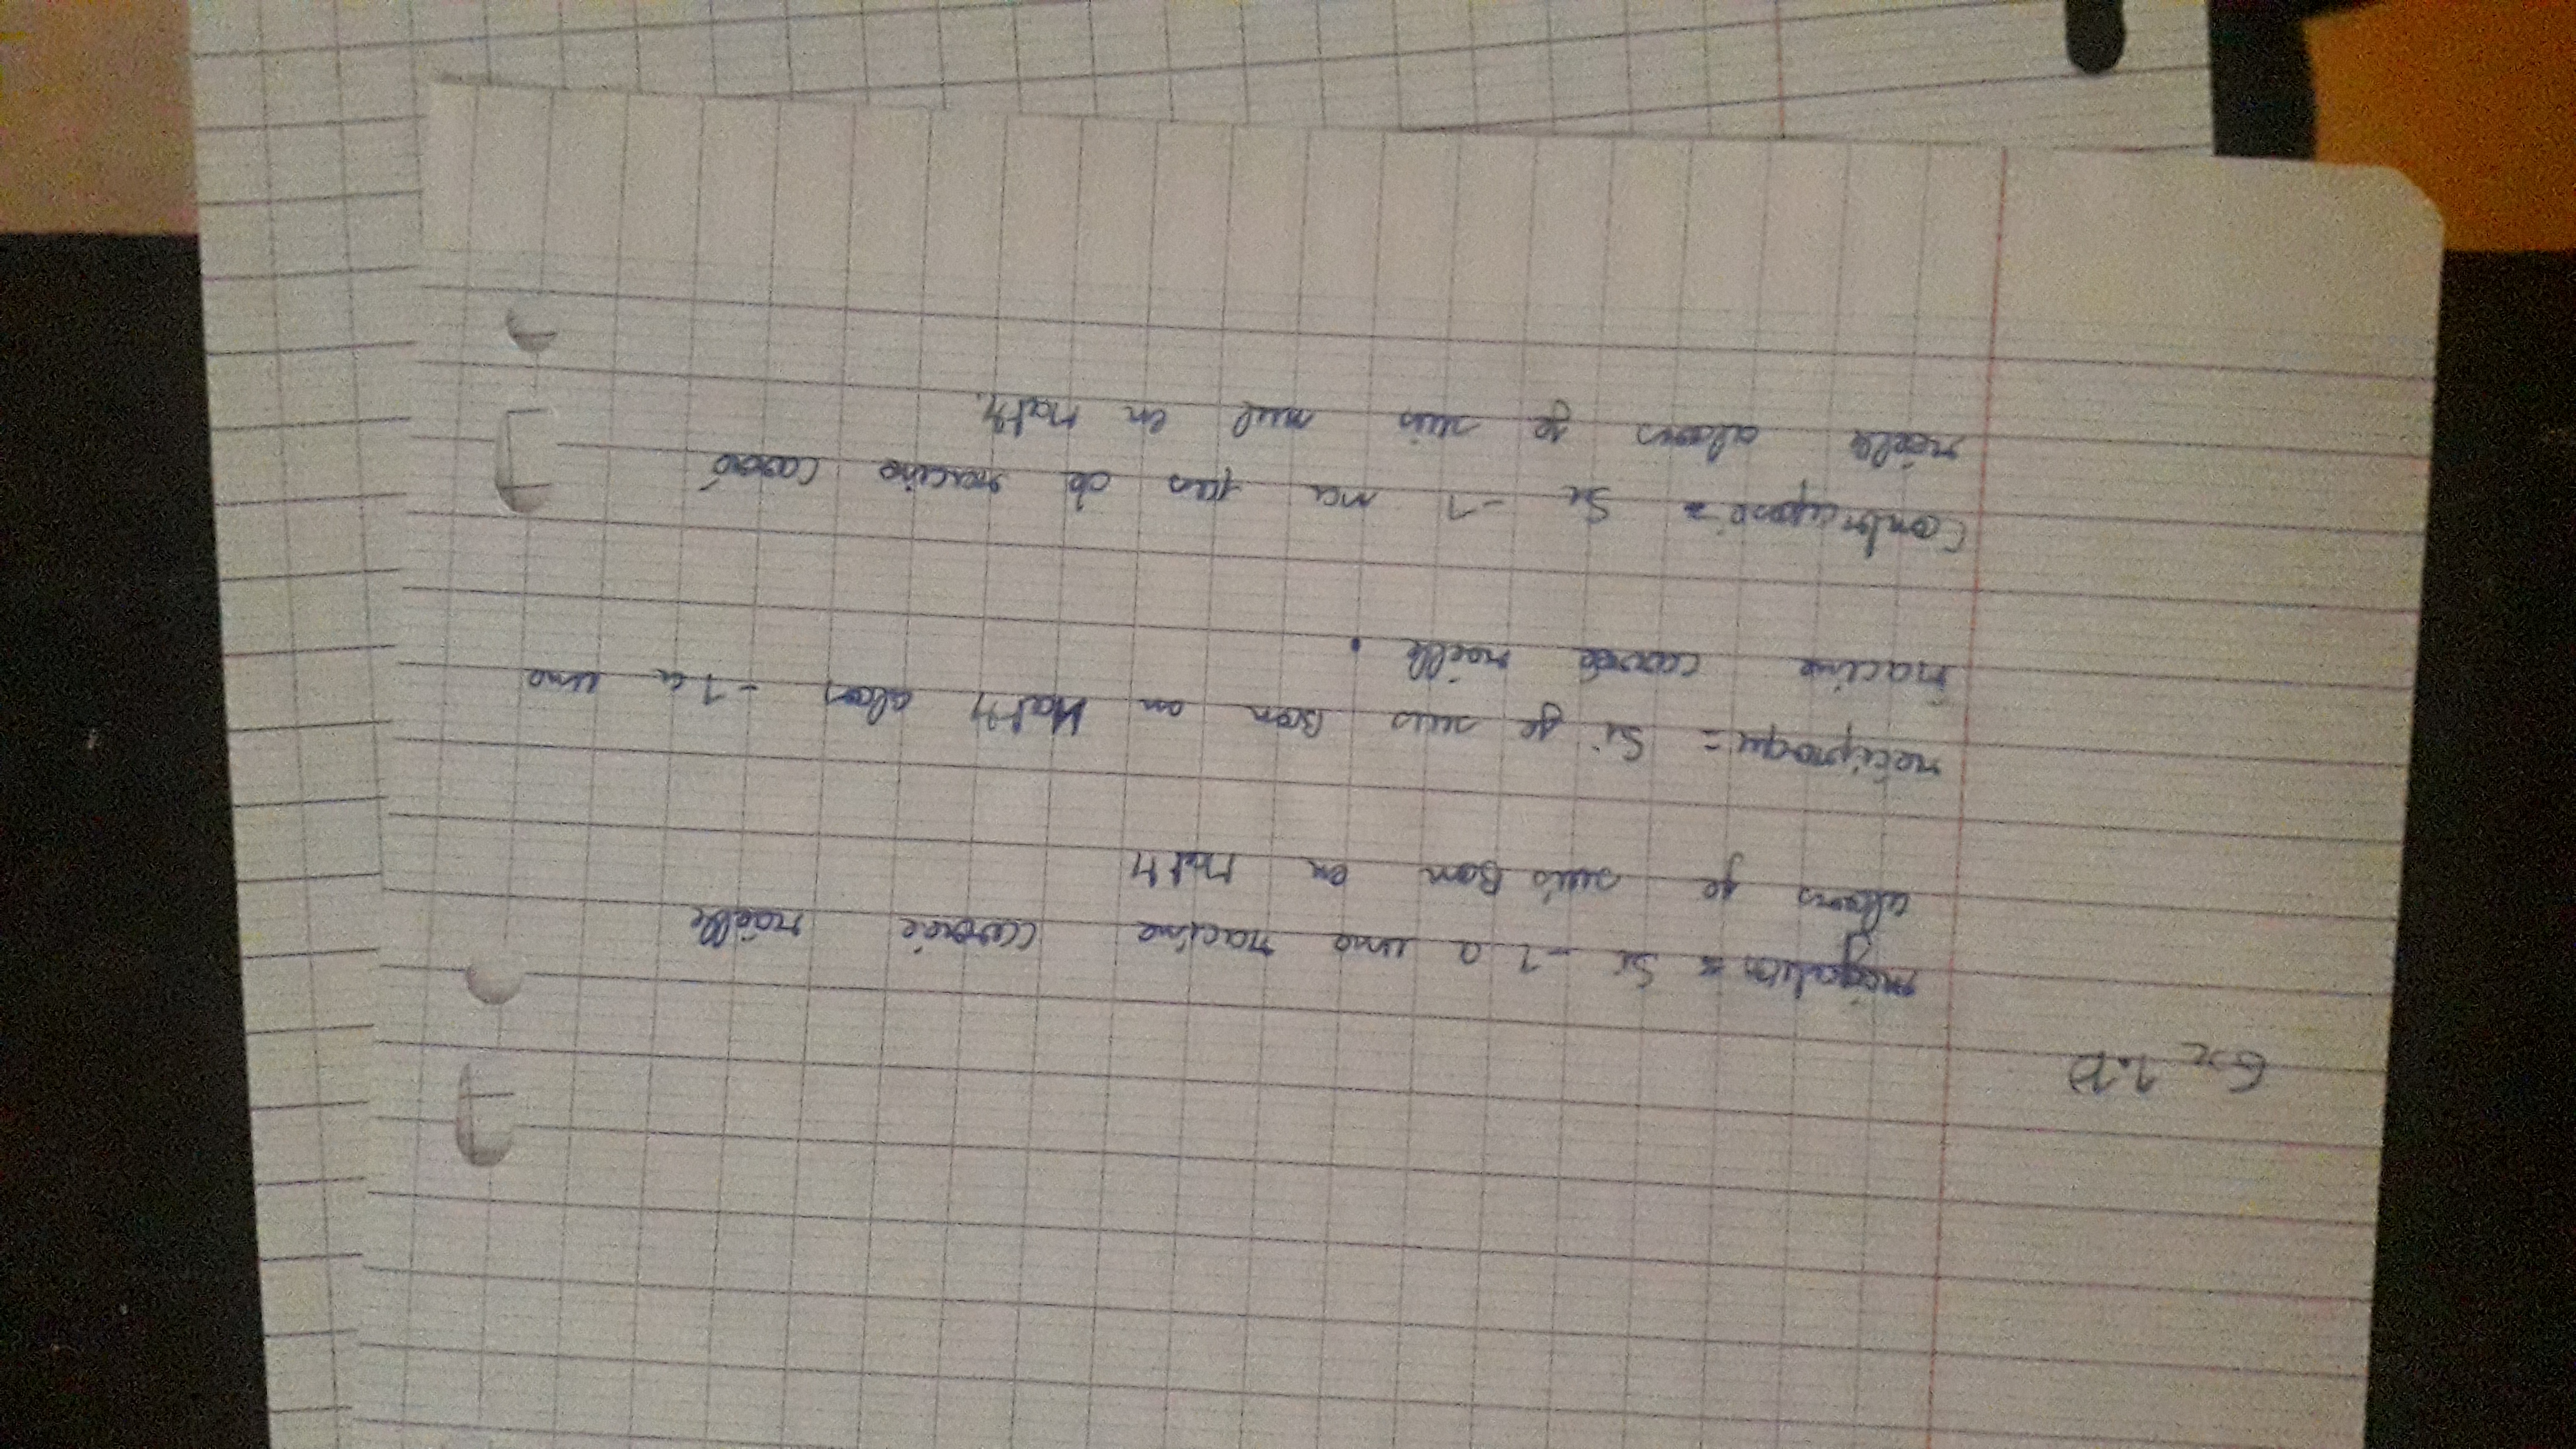 Ex 1.12
négation : Si -1 a une racine carrée réelle
alors je suis Bon en Math
réciproque : Si je suis Bon en Math alors -1 a une
racine carrée réelle.
Contraposé : Si -1 na pas de racine carré
réelle alors je suis nul en Math.